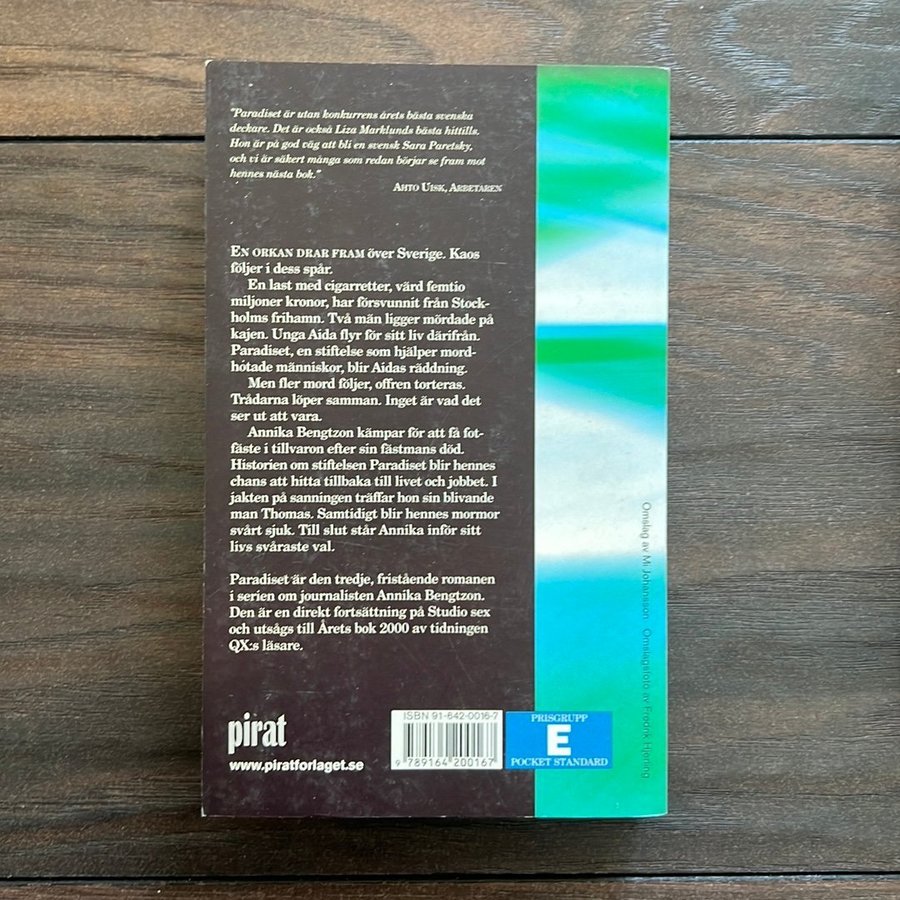 "Paradiset är utan konkurrens årets bästa svenska
deckare. Det är också Liza Marklunds bästa hittills.
Hon är på god väg att bli en svensk Sara Paretsky,
och vi är säkert många som redan börjar se fram mot
hennes nästa bok."
AHTO UISK, ARBETAREN
EN ORKAN DRAR FRAM över Sverige. Kaos
följer i dess spår.
En last med cigarretter, värd femtio
miljoner kronor, har försvunnit från Stock-
holms frihamn. Två män ligger mördade på
kajen. Unga Aida flyr för sitt liv därifrån.
Paradiset, en stiftelse som hjälper mord-
hotade människor, blir Aidas räddning.
Men fler mord följer, offren torteras.
Trådarna löper samman. Inget är vad det
ser ut att vara.
Annika Bengtzon kämpar för att få fot-
fäste i tillvaron efter sin fästmans död.
Historien om stiftelsen Paradiset blir hennes
chans att hitta tillbaka till livet och jobbet. I
jakten på sanningen träffar hon sin blivande
man Thomas. Samtidigt blir hennes mormor
svårt sjuk. Till slut står Annika inför sitt
livs svåraste val.
Paradiset är den tredje, fristående romanen
i serien om journalisten Annika Bengtzon.
Den är en direkt fortsättning på Studio sex
och utsågs till Årets bok 2000 av tidningen
QX:s läsare.
pirat
www.piratforlaget.se
ISBN 91-642-0016-7
9 789164 200167
PRISGRUPP
E
POCKET STANDARD
Omslag av Mi Johansson Omslagsfoto av Fredrik Hjerling